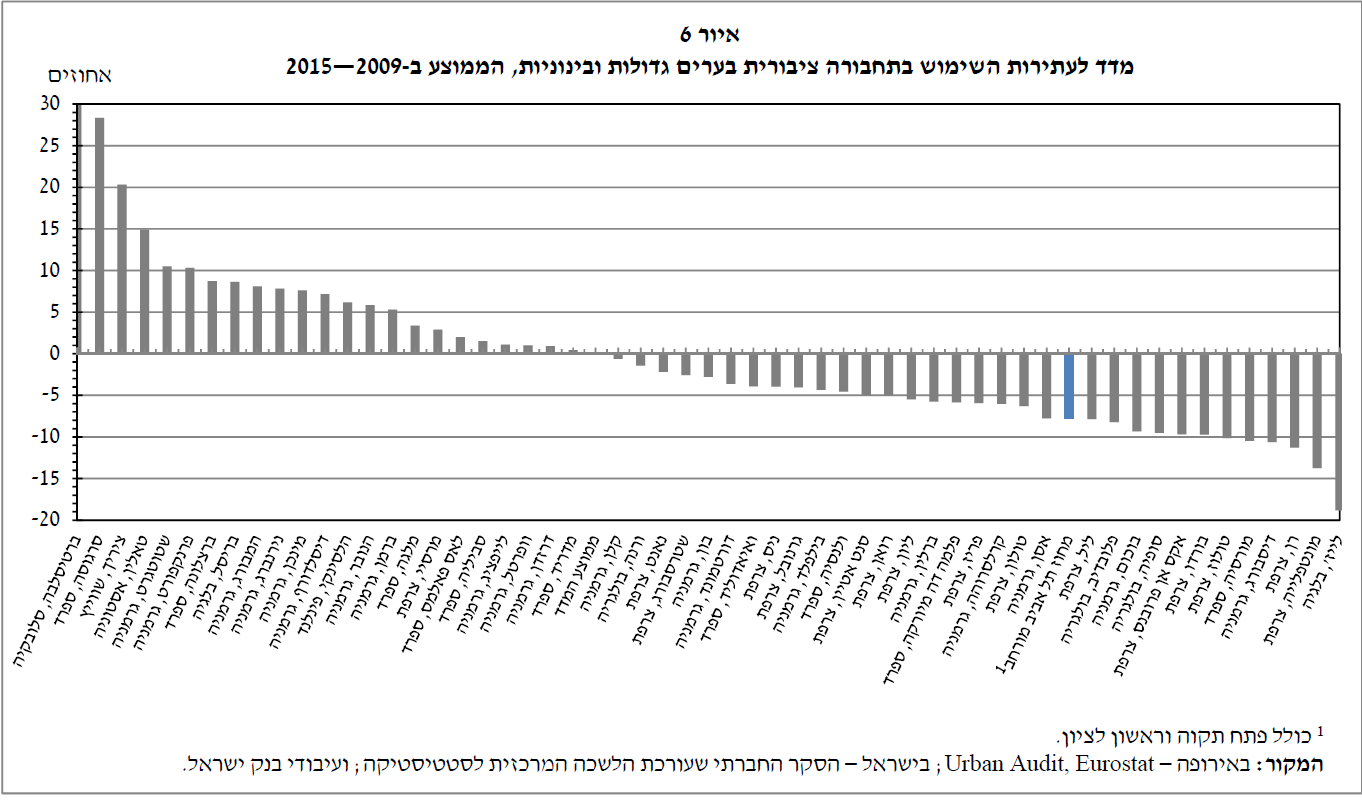 איור 6
מדד לעתירות השימוש בתחבורה ציבורית בערים גדולות ובינוניות, הממוצע ב-2009—2015
אחוזים
30
25
20
15
10
5
0
-5
-10
-15
-20
ברטיסלבה, סלובקיה
סרגוסה, ספרד
ציריך, שווייץ
טאלין, אסטוניה
שטוטגרט, גרמניה
פרנקפורט, גרמניה
ברצלונה, ספרד
בריסל, בלגיה
המבורג, גרמניה
נירנברג, גרמניה
מינכן, גרמניה
דיסלדורף, גרמניה
הלסינקי, פינלנד
הנובר, גרמניה
ברמן, גרמניה
מלגה, ספרד
מרסיי, צרפת
לאס פאלמס, ספרד
סביליה, ספרד
לייפציג, גרמניה
וופרטל, גרמניה
דרזדן, גרמניה
מדריד, ספרד
ממוצע המדד
קלן, גרמניה
ורנה, בולגריה
נאנט, צרפת
שטרסבורג, צרפת
בון, גרמניה
דורטמונד, גרמניה
ואיאדוליד, ספרד
ניס, צרפת
גרנובל, צרפת
בילפלד, גרמניה
ולנסיה, ספרד
סנט אטיין, צרפת
רואן, צרפת
ליון, צרפת
ברלין, גרמניה
פלמה דה מיורקה, ספרד
פריז, צרפת
קרלסרוהה, גרמניה
טולון, צרפת
אסן, גרמניה
מחוז תל אביב מורחב¹
ליל, צרפת
פלובדיב, בולגריה
בוכום, גרמניה
סופיה, בולגריה
אקס אן פרובנס, צרפת
בורדו, צרפת
טולוז, צרפת
מורסיה, ספרד
דיסבורג, גרמניה
רן, צרפת
מונטפלייה, צרפת
לייז', בלגיה
¹ כולל פתח תקוה וראשון לציון.
המקור: באירופה – Urban Audit, Eurostat; בישראל – הסקר החברתי שעורכת הלשכה המרכזית לסטטיסטיקה; ועיבודי בנק ישראל.